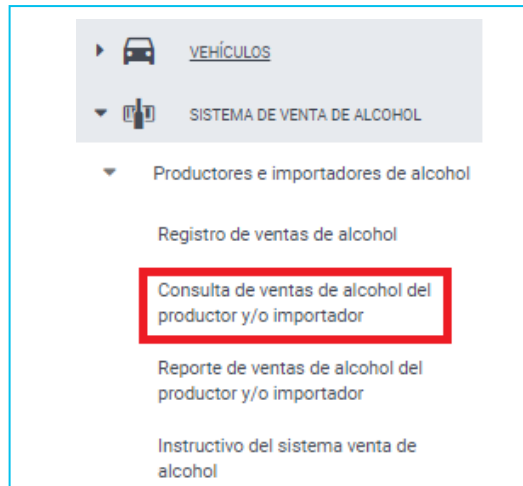 VEHÍCULOS
SISTEMA DE VENTA DE ALCOHOL
Productores e importadores de alcohol
Registro de ventas de alcohol
Consulta de ventas de alcohol del
productor y/o importador
Reporte de ventas de alcohol del
productor y/o importador
Instructivo del sistema venta de
alcohol